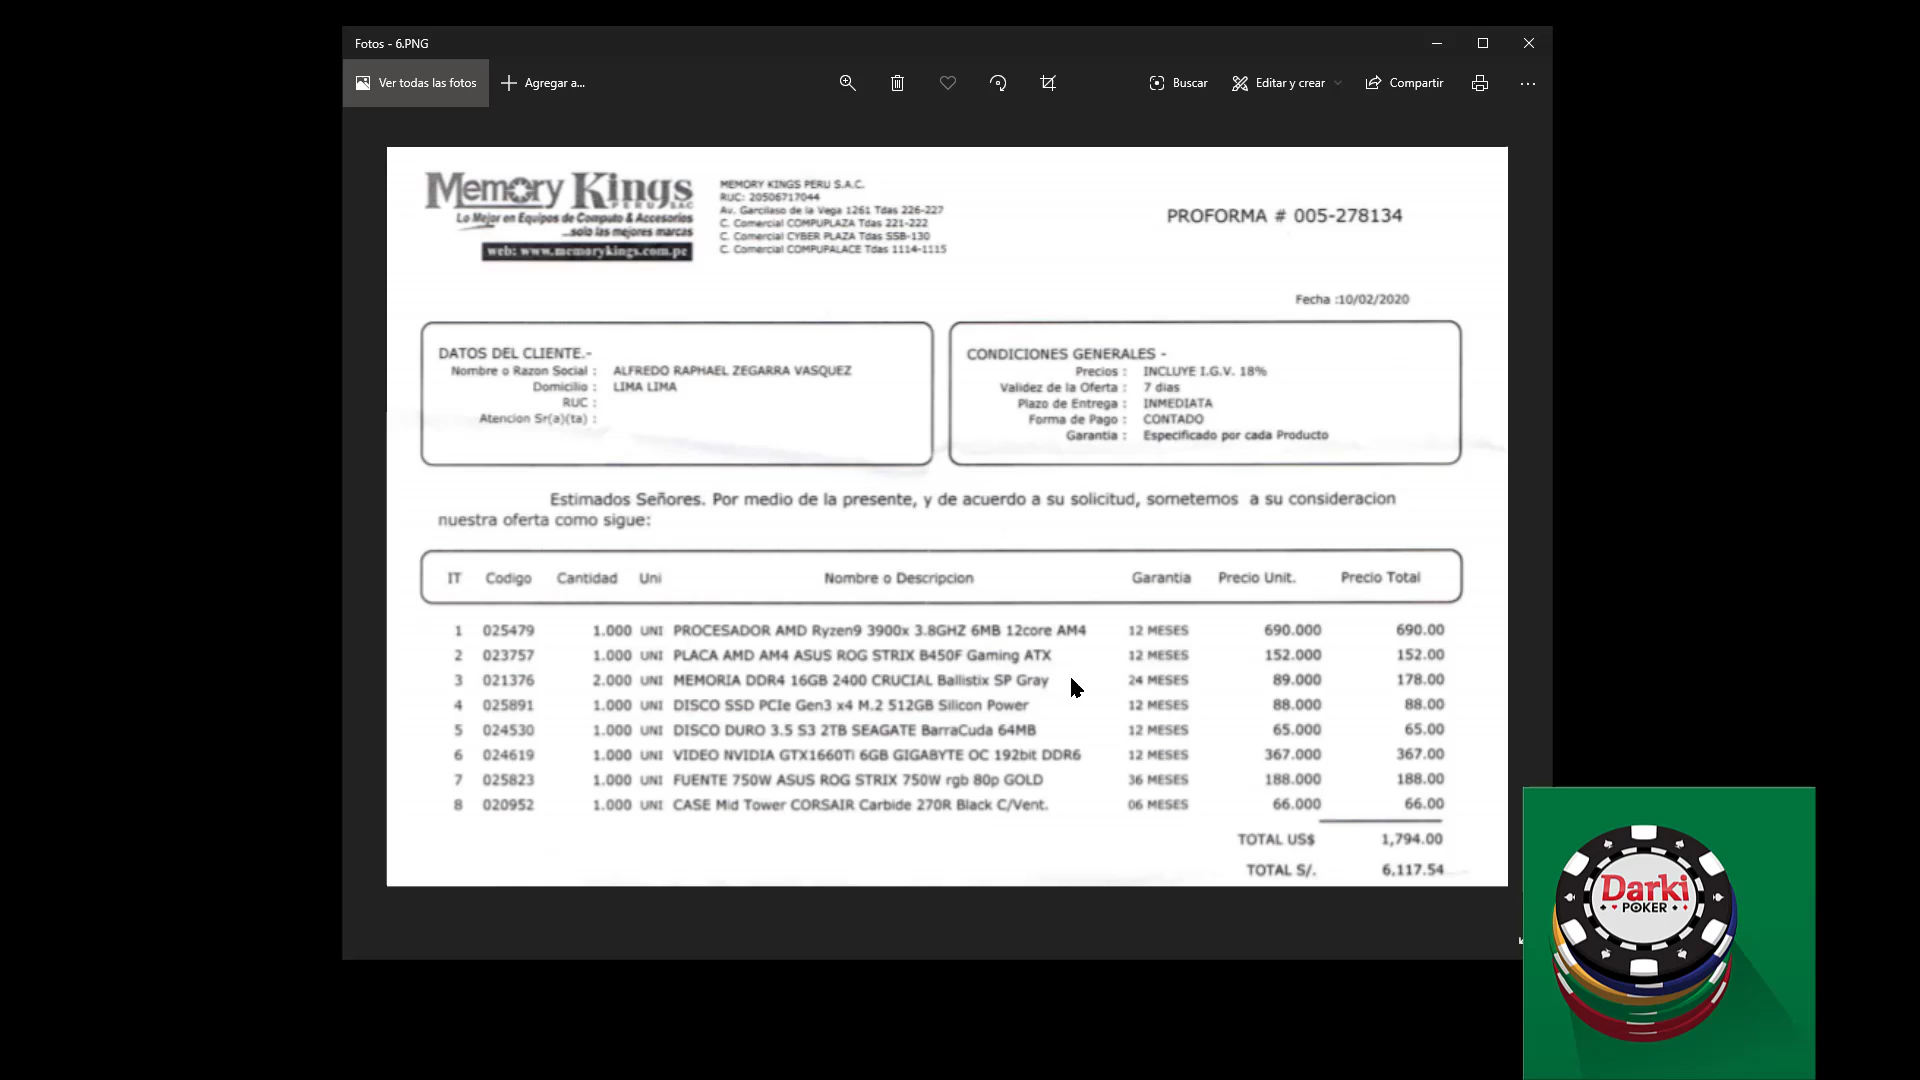 Fotos - 6.PNG
Ver todas las fotos
Agregar a...
Buscar
Editar y crear
Compartir
Memory Kings
PERU SAC
Lo Mejor en Equipos de Computo & Accesorios
...solo las mejores marcas
web: www.memorykings.com.pe
MEMORY KINGS PERU S.A.C.
RUC: 20506717044
Av. Garcilaso de la Vega 1261 Tdas 226-227
C. Comercial COMPUPLAZA Tdas 221-222
C. Comercial CYBER PLAZA Tdas SSB-130
C. Comercial COMPUPALACE Tdas 1114-1115
PROFORMA # 005-278134
Fecha :10/02/2020
DATOS DEL CLIENTE.-
Nombre o Razon Social : ALFREDO RAPHAEL ZEGARRA VASQUEZ
Domicilio : LIMA LIMA
RUC :
Atencion Sr(a)(ta) :
CONDICIONES GENERALES -
Precios : INCLUYE I.G.V. 18%
Validez de la Oferta : 7 dias
Plazo de Entrega : INMEDIATA
Forma de Pago : CONTADO
Garantia : Especificado por cada Producto
Estimados Señores. Por medio de la presente, y de acuerdo a su solicitud, sometemos a su consideracion
nuestra oferta como sigue:
IT Codigo Cantidad Uni Nombre o Descripcion Garantia Precio Unit. Precio Total
1 025479 1.000 UNI PROCESADOR AMD Ryzen9 3900x 3.8GHZ 6MB 12core AM4 12 MESES 690.000 690.00
2 023757 1.000 UNI PLACA AMD AM4 ASUS ROG STRIX B450F Gaming ATX 12 MESES 152.000 152.00
3 021376 2.000 UNI MEMORIA DDR4 16GB 2400 CRUCIAL Ballistix SP Gray 24 MESES 89.000 178.00
4 025891 1.000 UNI DISCO SSD PCIe Gen3 x4 M.2 512GB Silicon Power 12 MESES 88.000 88.00
5 024530 1.000 UNI DISCO DURO 3.5 S3 2TB SEAGATE BarraCuda 64MB 12 MESES 65.000 65.00
6 024619 1.000 UNI VIDEO NVIDIA GTX1660Ti 6GB GIGABYTE OC 192bit DDR6 12 MESES 367.000 367.00
7 025823 1.000 UNI FUENTE 750W ASUS ROG STRIX 750W rgb 80p GOLD 36 MESES 188.000 188.00
8 020952 1.000 UNI CASE Mid Tower CORSAIR Carbide 270R Black C/Vent. 06 MESES 66.000 66.00
TOTAL US$ 1,794.00
TOTAL S/. 6,117.54
Darki
POKER